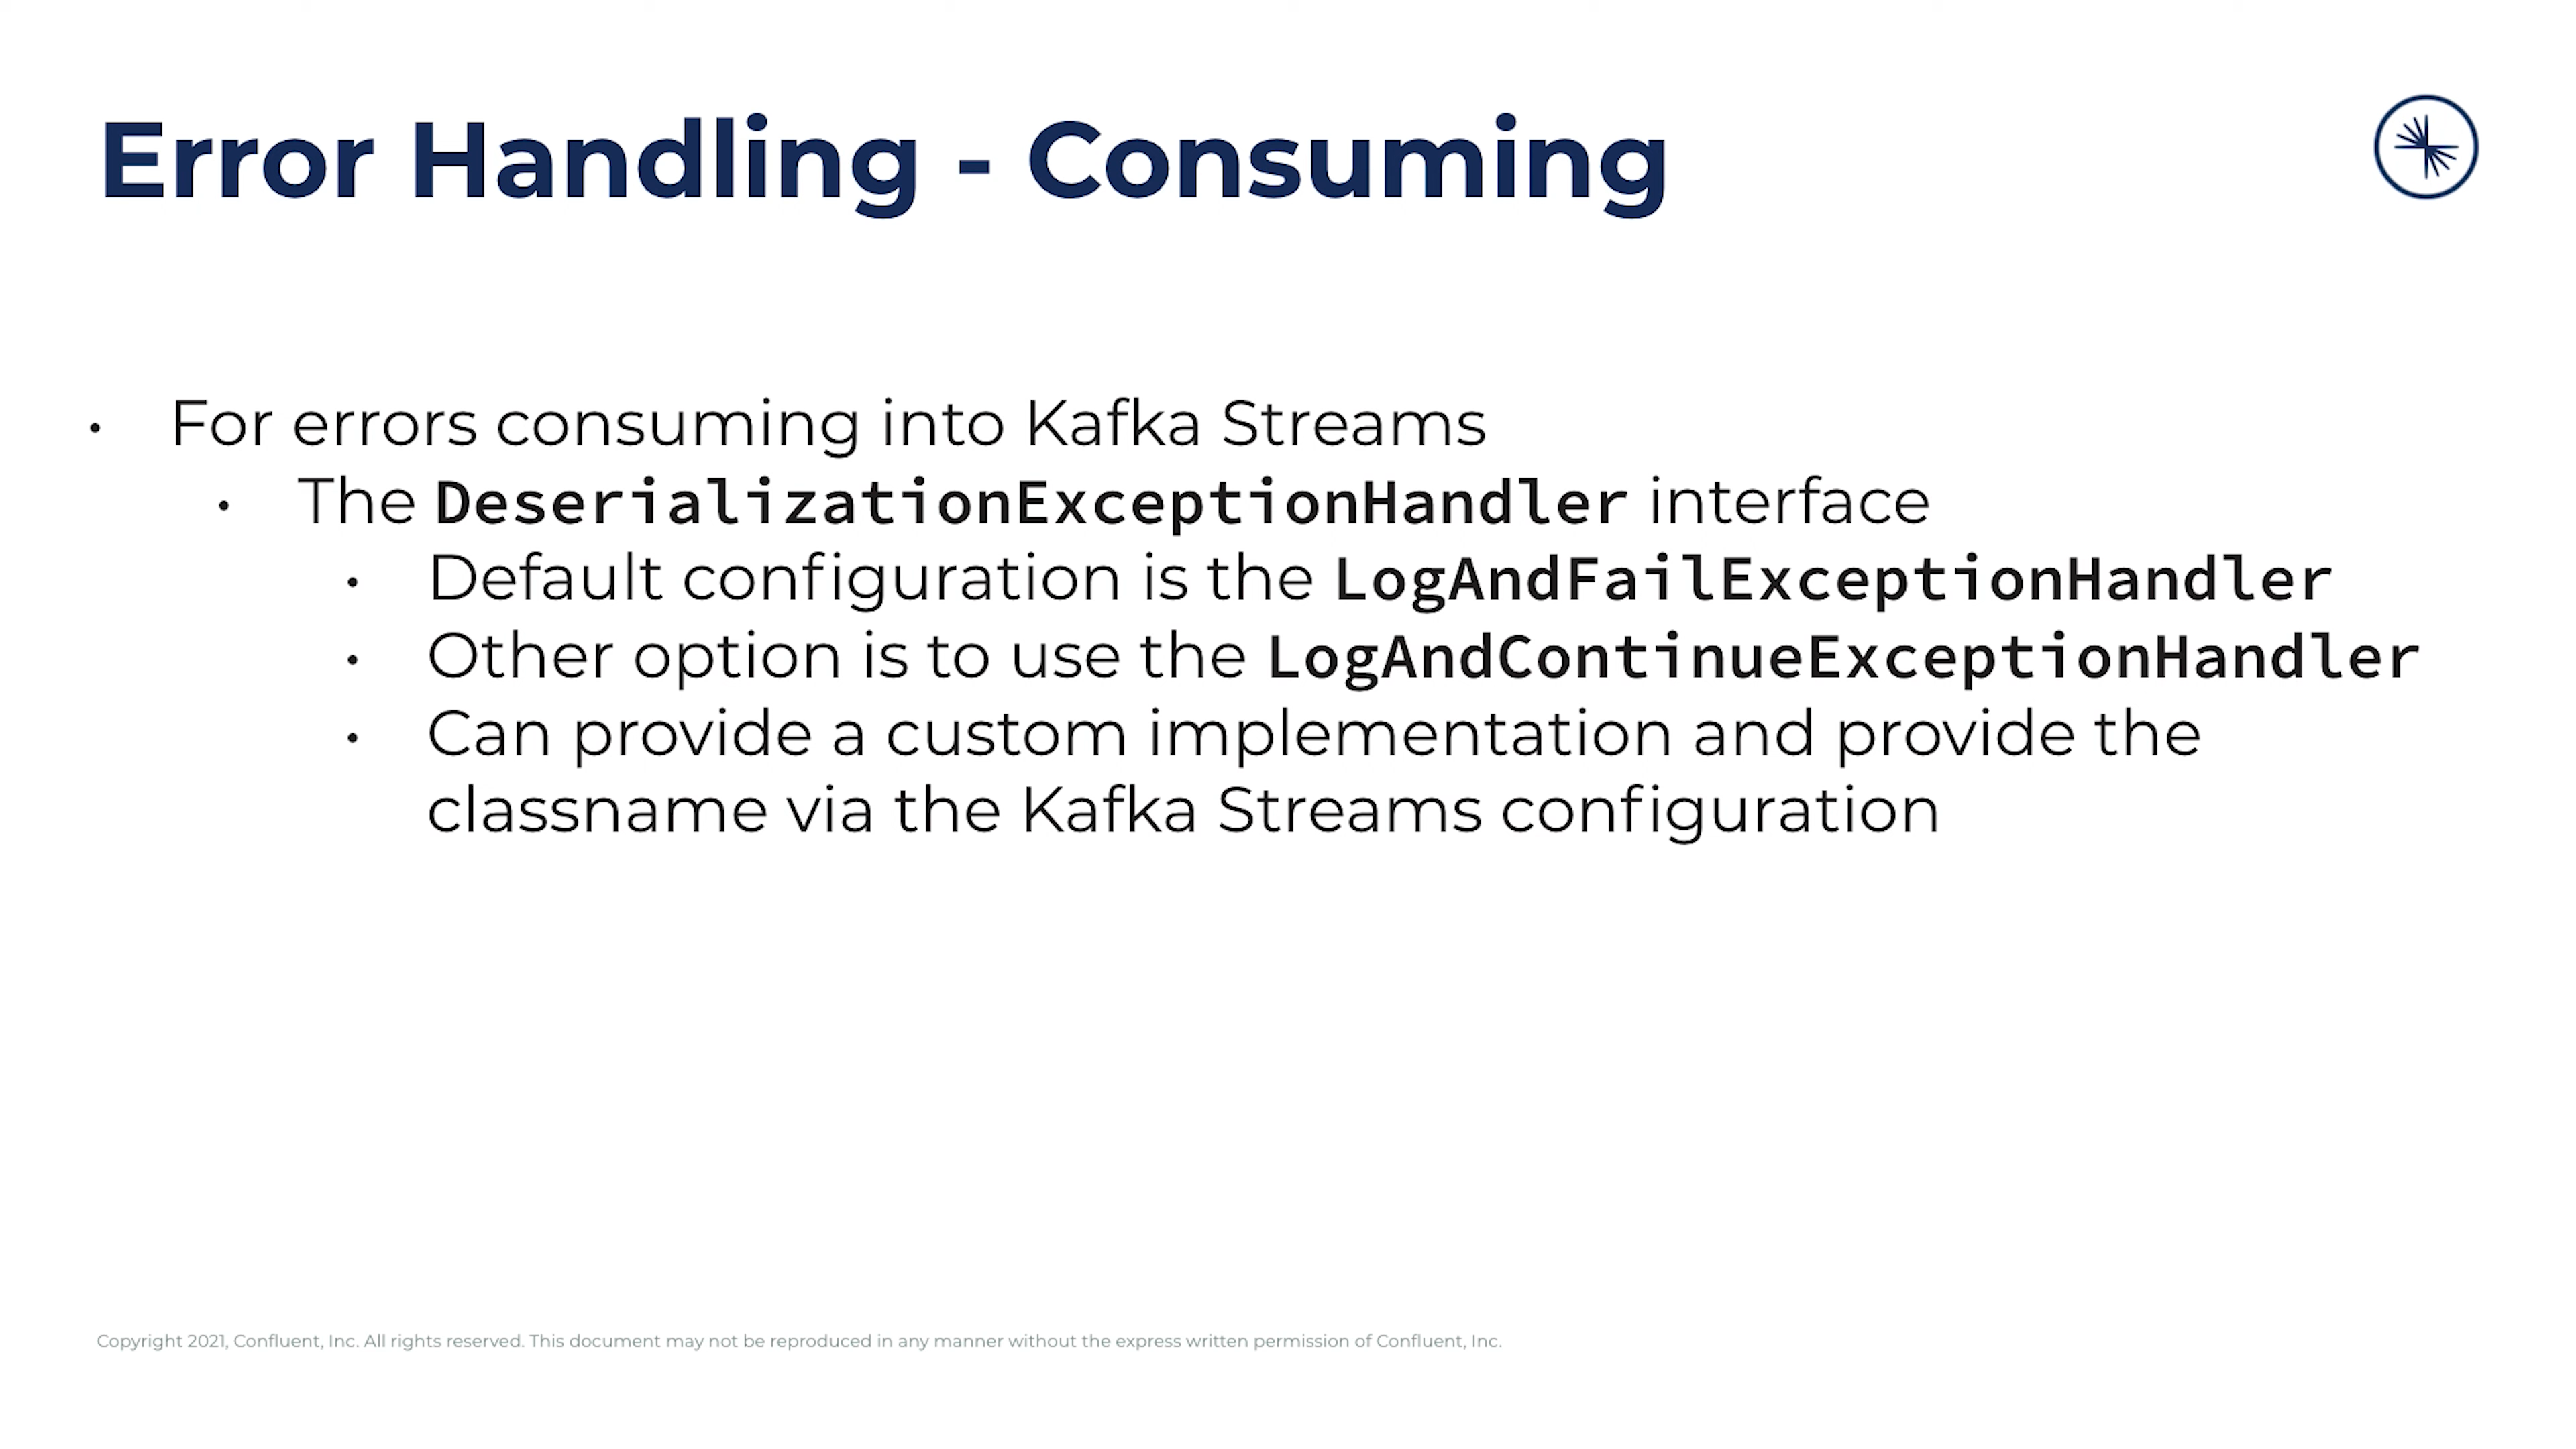 Error Handling - Consuming
• For errors consuming into Kafka Streams
• The DeserializationExceptionHandler interface
• Default configuration is the LogAndFailExceptionHandler
• Other option is to use the LogAndContinueExceptionHandler
• Can provide a custom implementation and provide the
classname via the Kafka Streams configuration
Copyright 2021, Confluent, Inc. All rights reserved. This document may not be reproduced in any manner without the express written permission of Confluent, Inc.